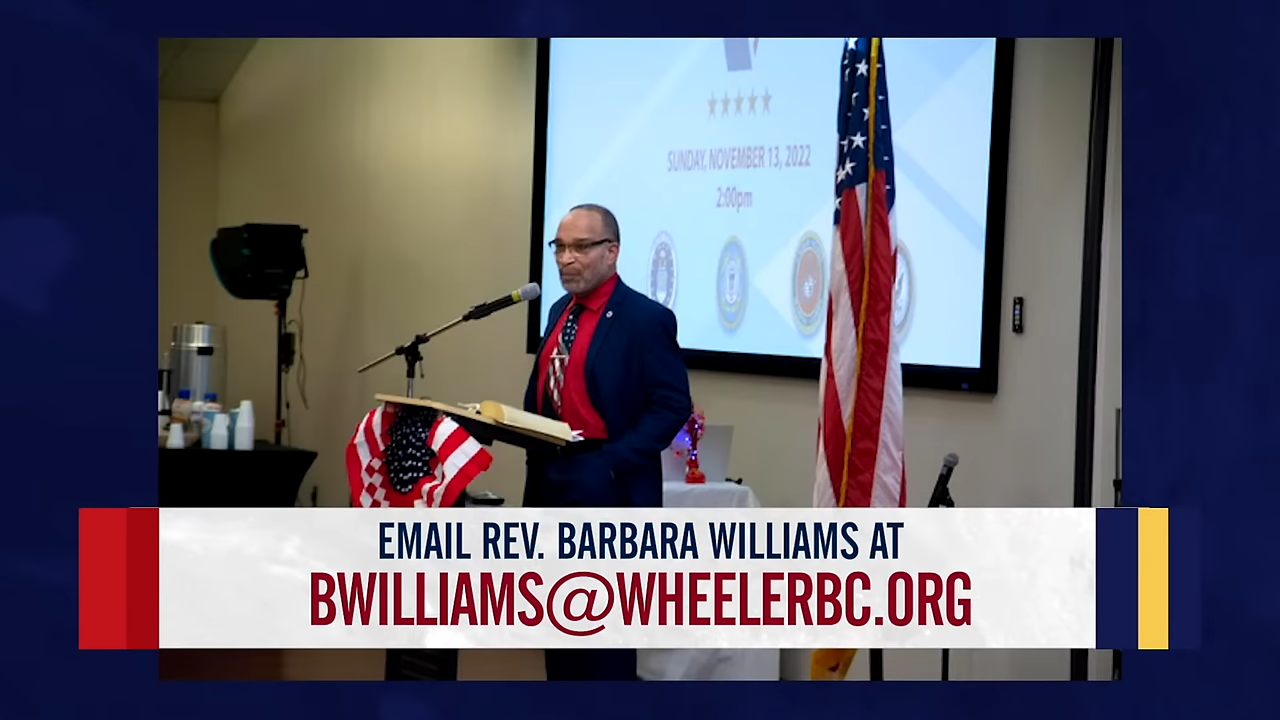 SUNDAY, NOVEMBER 13, 2022
2:00pm
EMAIL REV. BARBARA WILLIAMS AT
BWILLIAMS@WHEELERBC.ORG